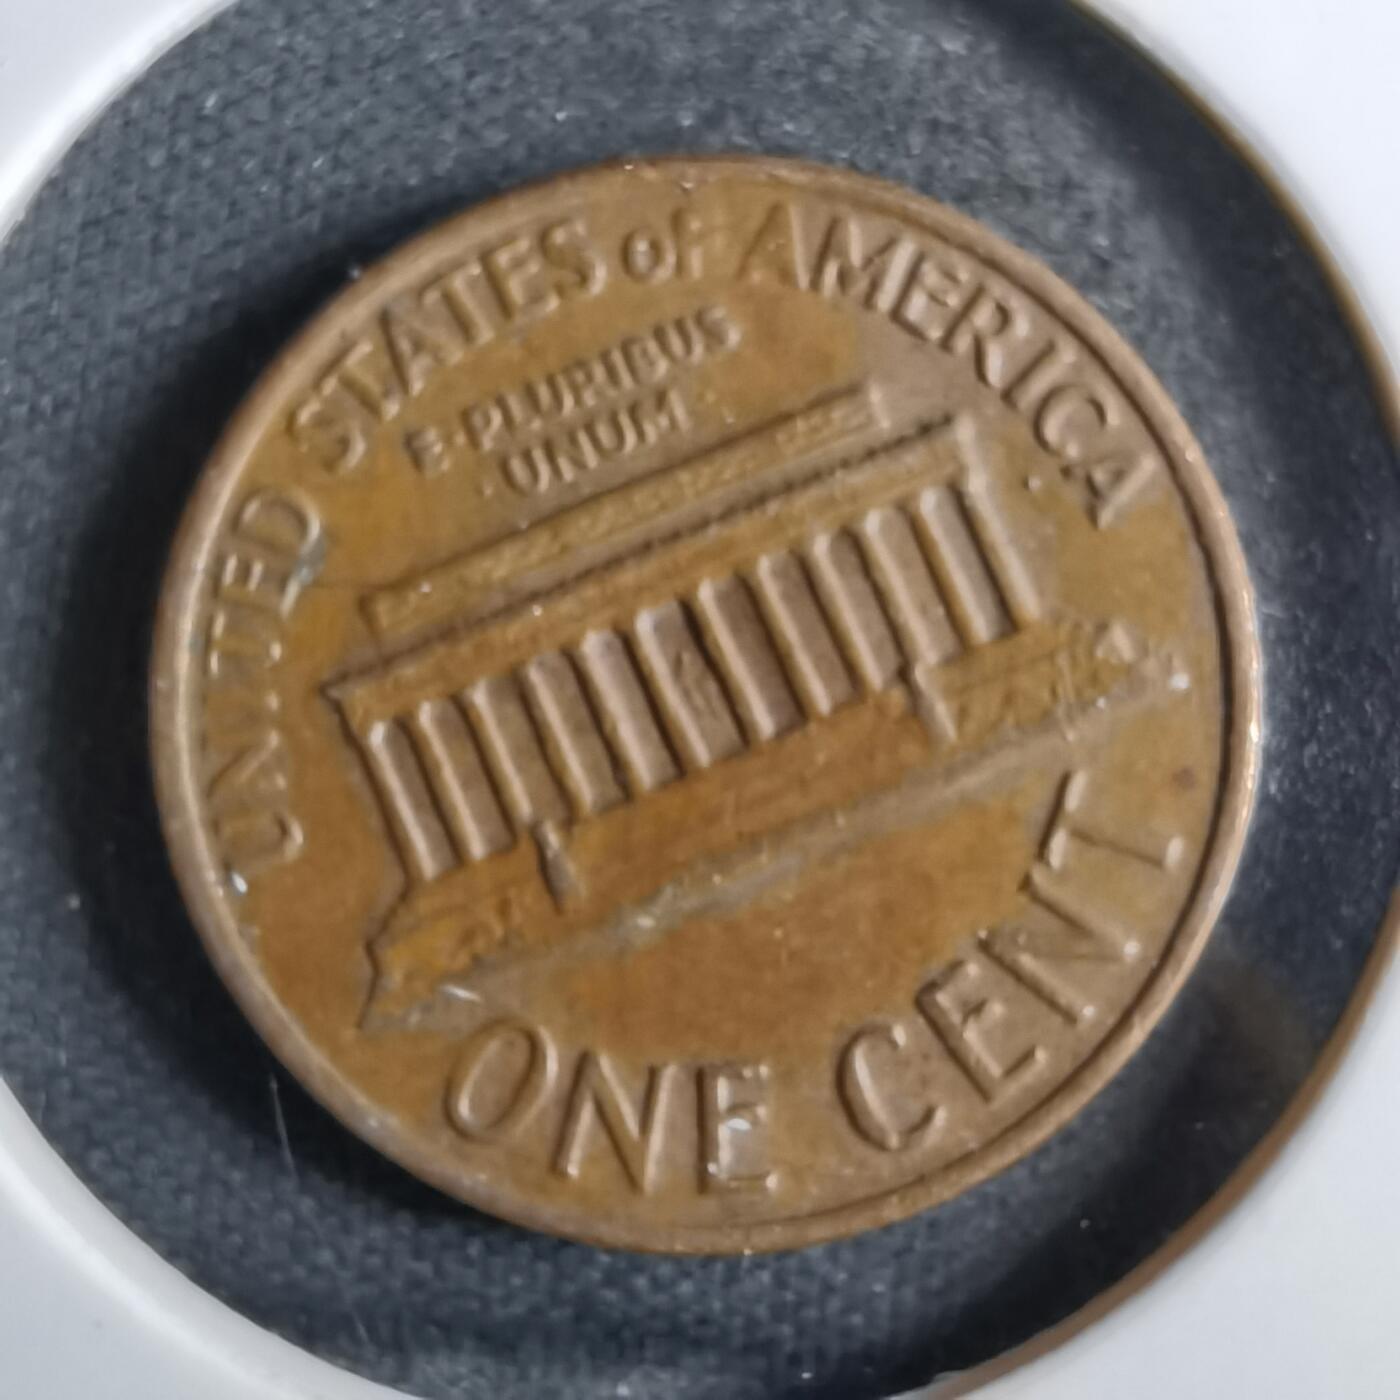 UNITED STATES of AMERICA
E·PLURIBUS
·UNUM·
ONE CENT